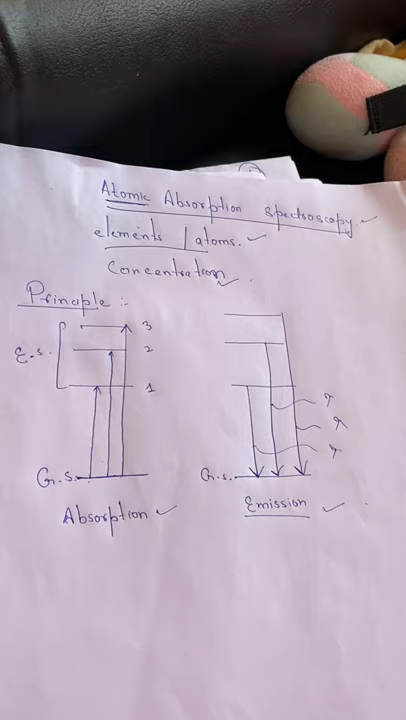 Atomic Absorption spectroscopy
elements / atoms.
Concentration
Principle :-
3
E.s. 2
1
G.s.
Absorption
G.s.
Emission